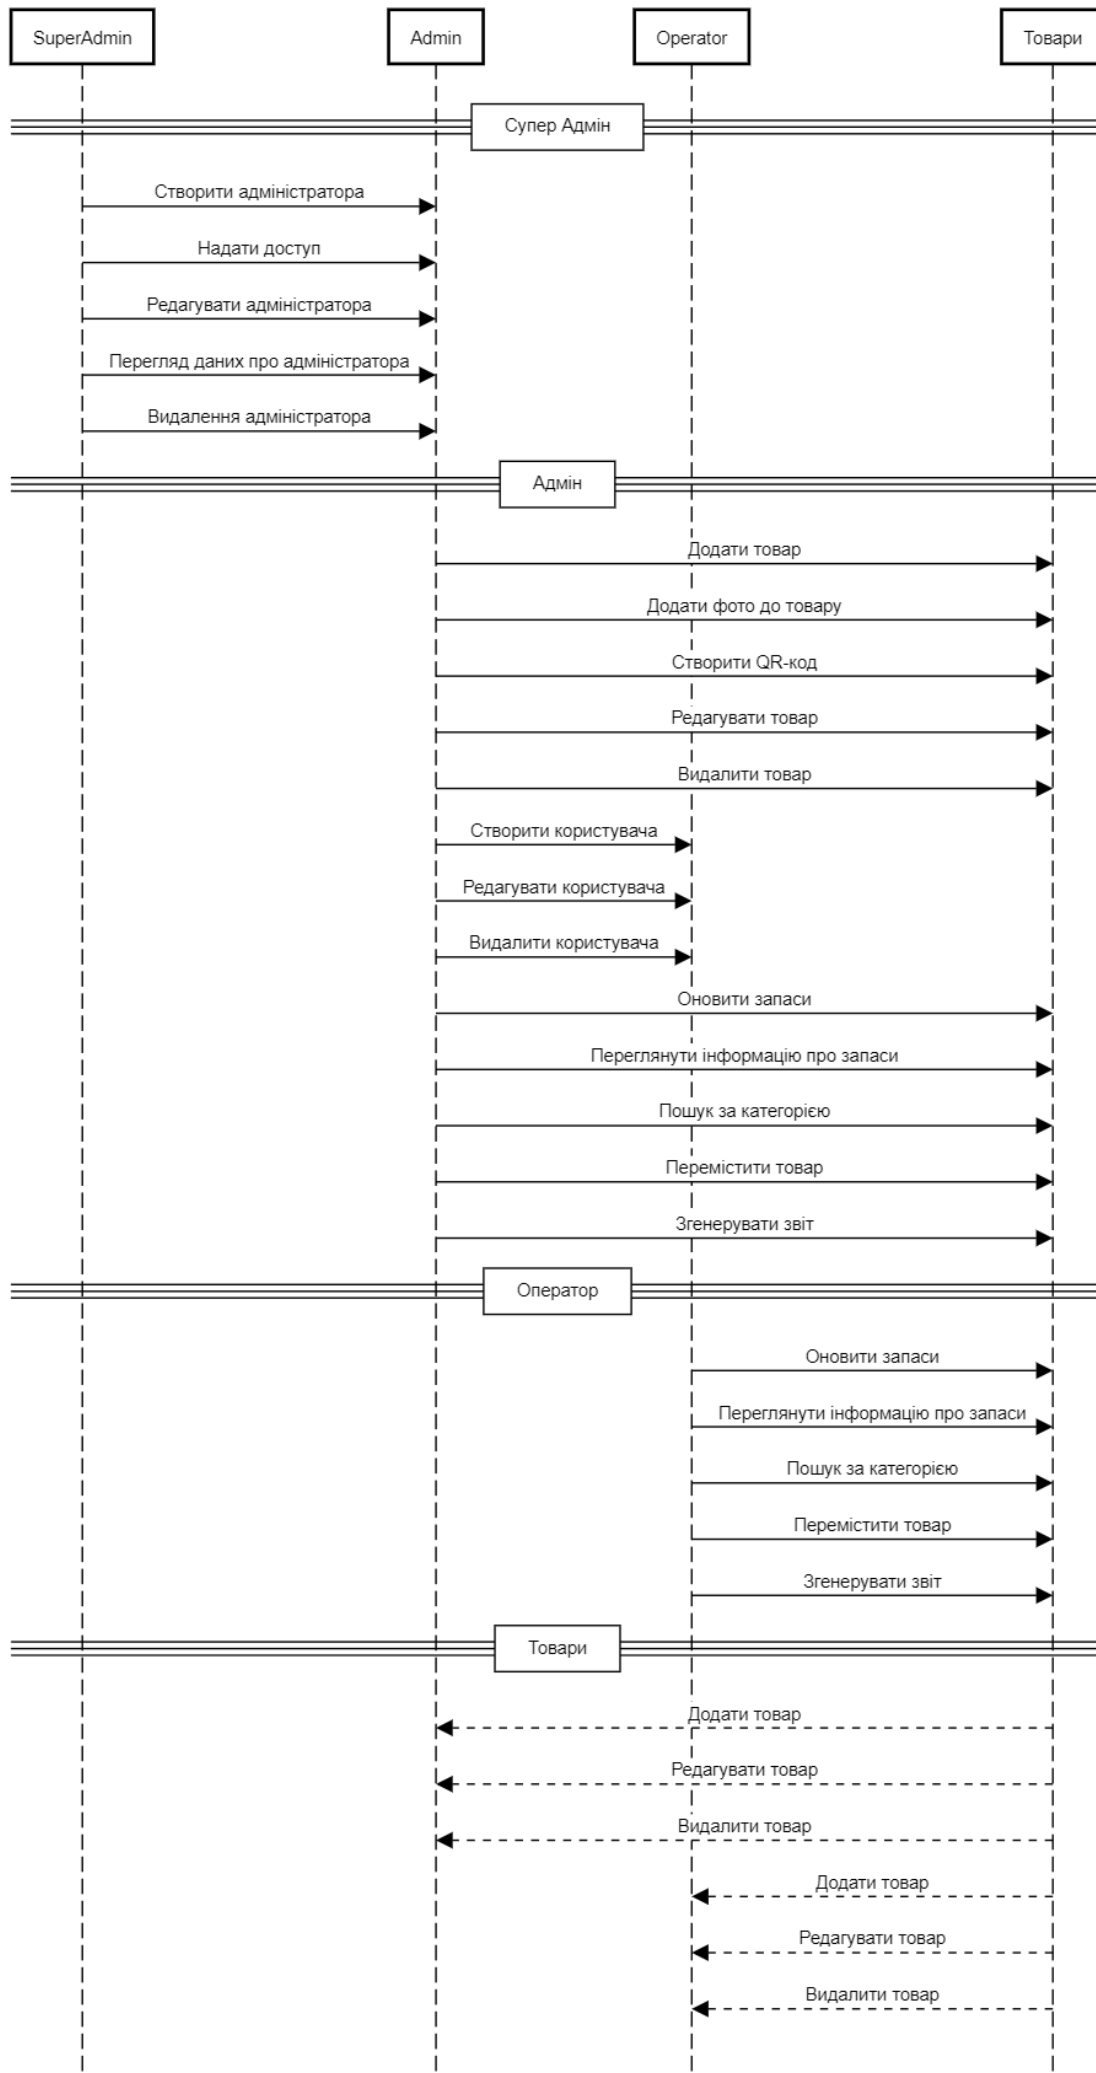 SuperAdmin
Admin
Operator
Товари
Супер Адмін
Створити адміністратора
Надати доступ
Редагувати адміністратора
Перегляд даних про адміністратора
Видалення адміністратора
Адмін
Додати товар
Додати фото до товару
Створити QR-код
Редагувати товар
Видалити товар
Створити користувача
Редагувати користувача
Видалити користувача
Оновити запаси
Переглянути інформацію про запаси
Пошук за категорією
Перемістити товар
Згенерувати звіт
Оператор
Оновити запаси
Переглянути інформацію про запаси
Пошук за категорією
Перемістити товар
Згенерувати звіт
Товари
Додати товар
Редагувати товар
Видалити товар
Додати товар
Редагувати товар
Видалити товар